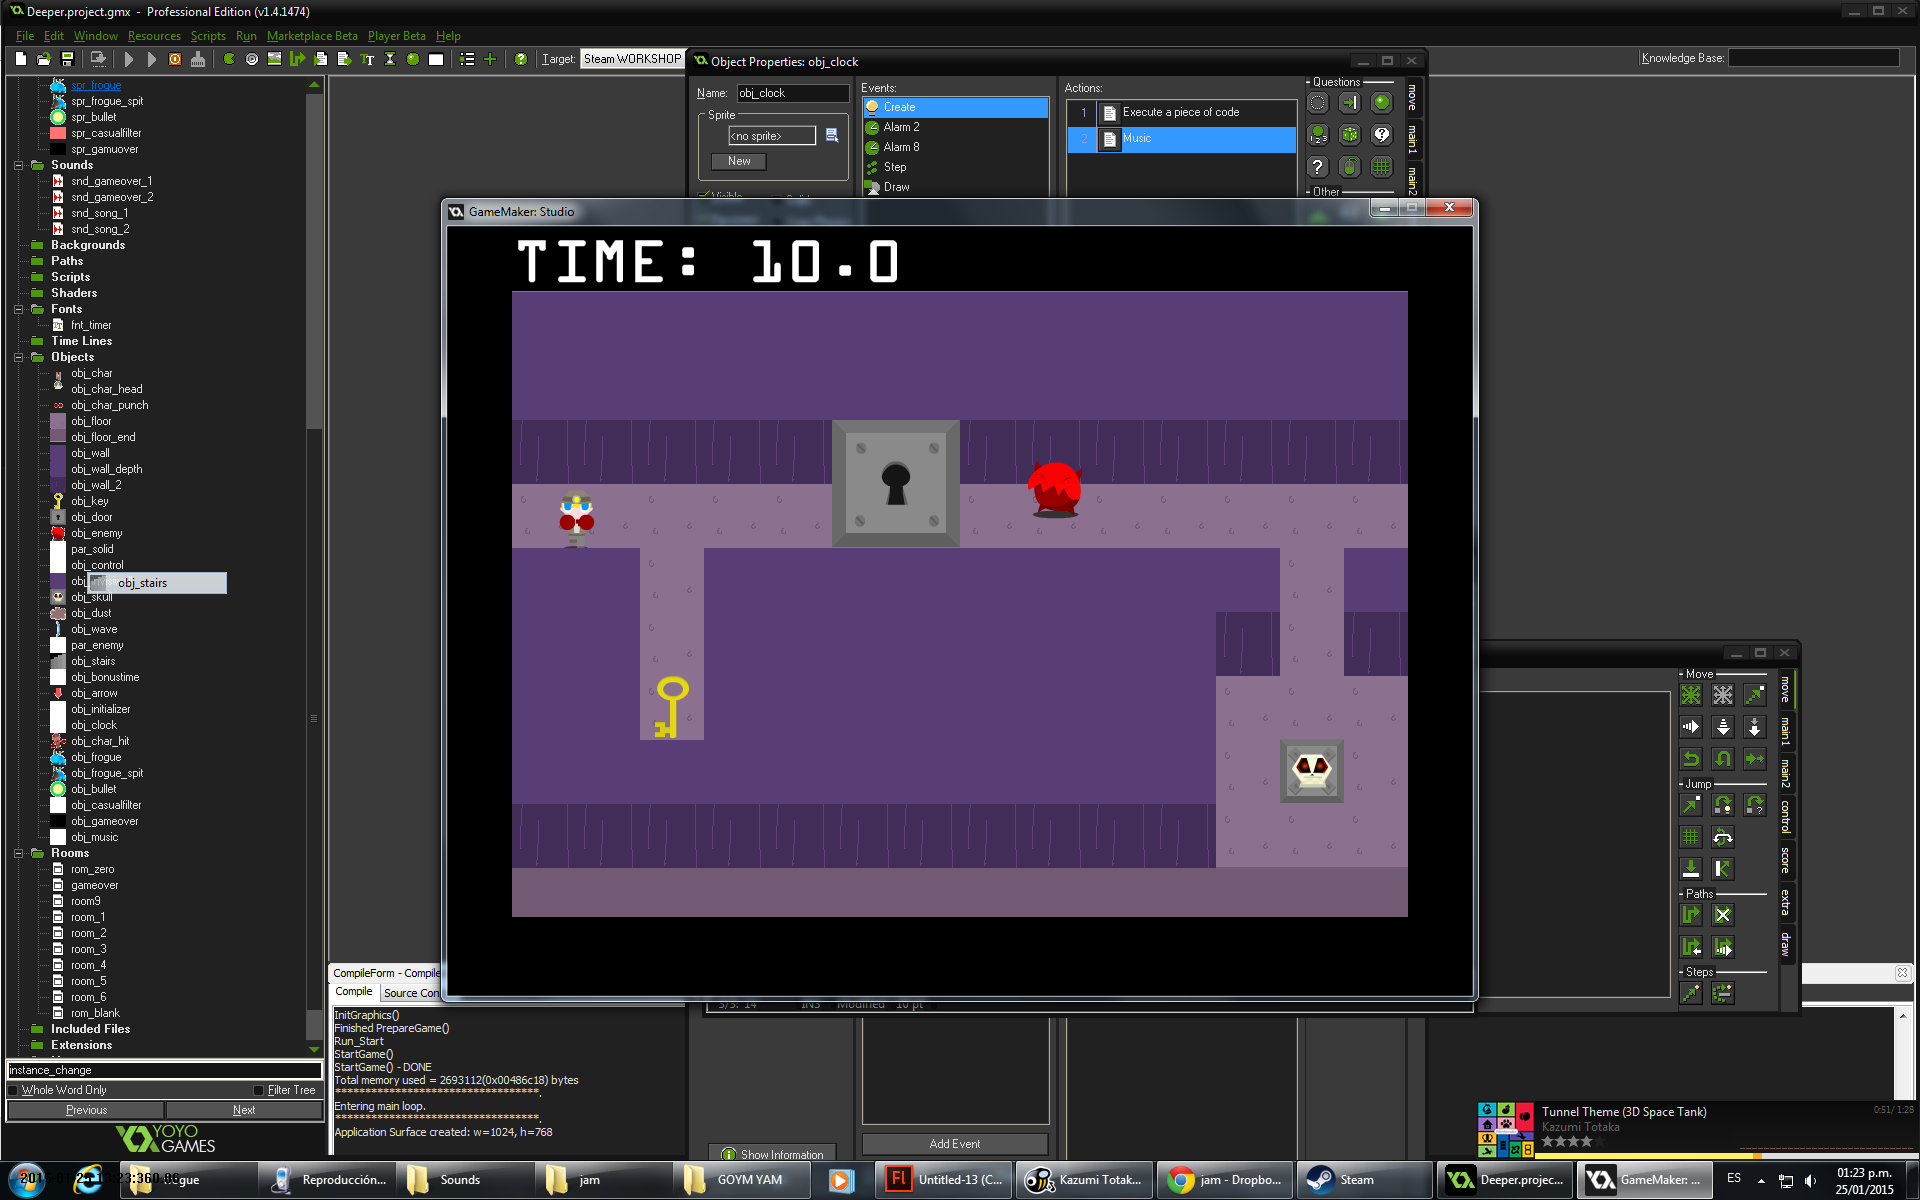 Deeper.project.gmx - Professional Edition (v1.4.1474)
File Edit Window Resources Scripts Run Marketplace Beta Player Beta Help
Target: Steam WORKSHOP
Knowledge Base:
spr_frogue
spr_frogue_spit
spr_bullet
spr_casualfilter
spr_gamuover
Sounds
snd_gameover_1
snd_gameover_2
snd_song_1
snd_song_2
Backgrounds
Paths
Scripts
Shaders
Fonts
fnt_timer
Time Lines
Objects
obj_char
obj_char_head
obj_char_punch
obj_floor
obj_floor_end
obj_wall
obj_wall_depth
obj_wall_2
obj_key
obj_door
obj_enemy
par_solid
obj_control
obj_stairs
obj_skull
obj_dust
obj_wave
par_enemy
obj_stairs
obj_bonustime
obj_arrow
obj_initializer
obj_clock
obj_char_hit
obj_frogue
obj_frogue_spit
obj_bullet
obj_casualfilter
obj_gameover
obj_music
Rooms
rom_zero
gameover
room9
room_1
room_2
room_3
room_4
room_5
room_6
rom_blank
Included Files
Extensions
instance_change
Whole Word Only Filter Tree
Previous Next
YOYO GAMES
Object Properties: obj_clock
Name: obj_clock
Sprite
<no sprite>
New
Events:
Create
Alarm 2
Alarm 8
Step
Draw
Actions:
1 Execute a piece of code
2 Music
Questions
Other
move
main1
main2
GameMaker: Studio
TIME: 10.0
Move
Jump
Paths
Steps
move
main1
main2
control
score
extra
draw
3/3: 14 INS Modified 10 pt
CompileForm - Compile
Compile Source Con
InitGraphics()
Finished PrepareGame()
Run_Start
StartGame()
StartGame() - DONE
Total memory used = 2693112(0x00486c18) bytes
***********************************.
Entering main loop.
***********************************.
Application Surface created: w=1024, h=768
Show Information
Add Event
Tunnel Theme (3D Space Tank)
Kazumi Totaka
0:51/ 1:28
Reproducción...
Sounds
jam
GOYM YAM
Untitled-13 (C...
Kazumi Totak...
jam - Dropbo...
Steam
Deeper.projec...
GameMaker: ...
ES
01:23 p.m.
25/01/2015